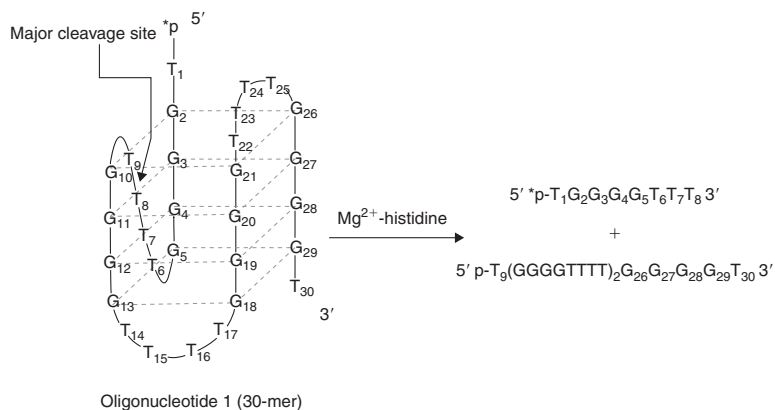 5′
*p
Major cleavage site
T₁
T₂₄ T₂₅
G₂ T₂₃ G₂₆
T₂₂
T₉ G₃ G₂₇
G₁₀ G₂₁
T₈
G₁₁ G₄ G₂₀ G₂₈
T₇
G₅ G₂₉
G₁₂ T₆ G₁₉
T₃₀
G₁₃ G₁₈
3′
T₁₄ T₁₇
T₁₅ T₁₆
Oligonucleotide 1 (30-mer)
Mg²⁺-histidine
5′ *p-T₁G₂G₃G₄G₅T₆T₇T₈ 3′
+
5′ p-T₉(GGGGTTTT)₂G₂₆G₂₇G₂₈G₂₉T₃₀ 3′